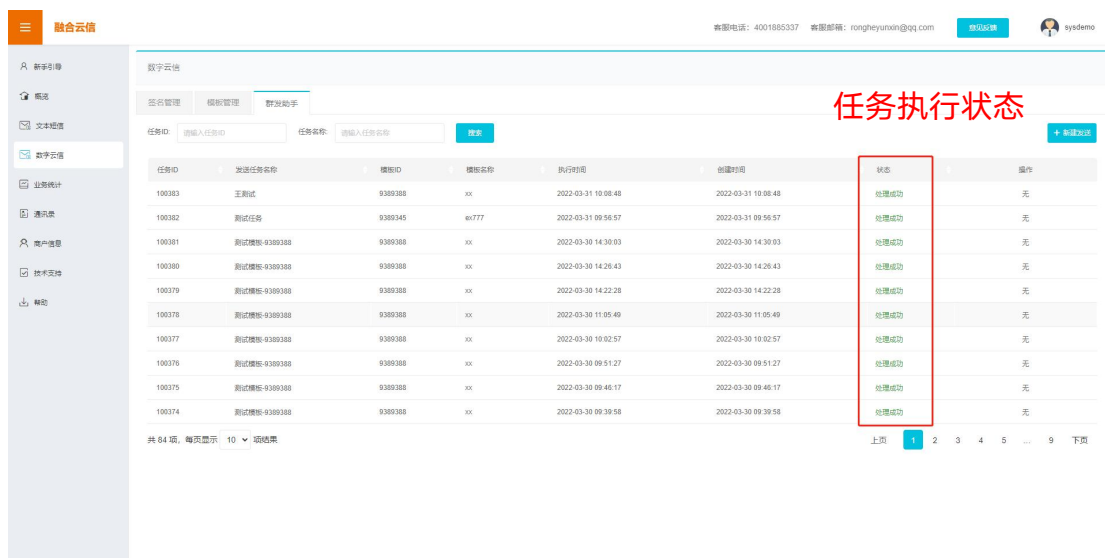 融合云信
客服电话：4001885337 客服邮箱：rongheyunxin@qq.com 意见反馈 sysdemo
新手引导
概览
文本短信
数字云信
业务统计
通讯录
商户信息
技术支持
帮助
数字云信
签名管理 模板管理 群发助手
任务执行状态
任务ID: 请输入任务ID 任务名称: 请输入任务名称 搜索
+ 新建发送
任务ID 发送任务名称 模板ID 模板名称 执行时间 创建时间 状态 操作
100383 王测试 9389388 xx 2022-03-31 10:08:48 2022-03-31 10:08:48 处理成功 无
100382 测试任务 9389345 ex777 2022-03-31 09:56:57 2022-03-31 09:56:57 处理成功 无
100381 测试模板-9389388 9389388 xx 2022-03-30 14:30:03 2022-03-30 14:30:03 处理成功 无
100380 测试模板-9389388 9389388 xx 2022-03-30 14:26:43 2022-03-30 14:26:43 处理成功 无
100379 测试模板-9389388 9389388 xx 2022-03-30 14:22:28 2022-03-30 14:22:28 处理成功 无
100378 测试模板-9389388 9389388 xx 2022-03-30 11:05:49 2022-03-30 11:05:49 处理成功 无
100377 测试模板-9389388 9389388 xx 2022-03-30 10:02:57 2022-03-30 10:02:57 处理成功 无
100376 测试模板-9389388 9389388 xx 2022-03-30 09:51:27 2022-03-30 09:51:27 处理成功 无
100375 测试模板-9389388 9389388 xx 2022-03-30 09:46:17 2022-03-30 09:46:17 处理成功 无
100374 测试模板-9389388 9389388 xx 2022-03-30 09:39:58 2022-03-30 09:39:58 处理成功 无
共 84 项，每页显示 10 项结果 上页 1 2 3 4 5 ... 9 下页